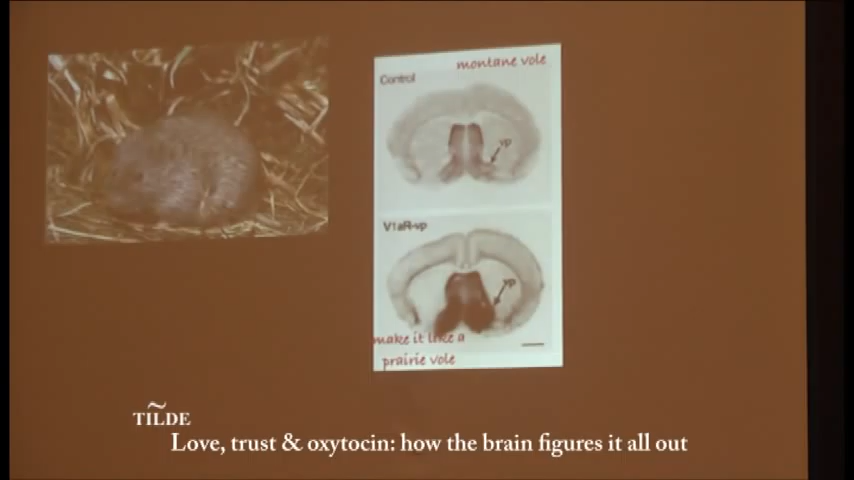 montane vole
Control
vp
V1aR-vp
vp
make it like a
prairie vole
TILDE
Love, trust & oxytocin: how the brain figures it all out